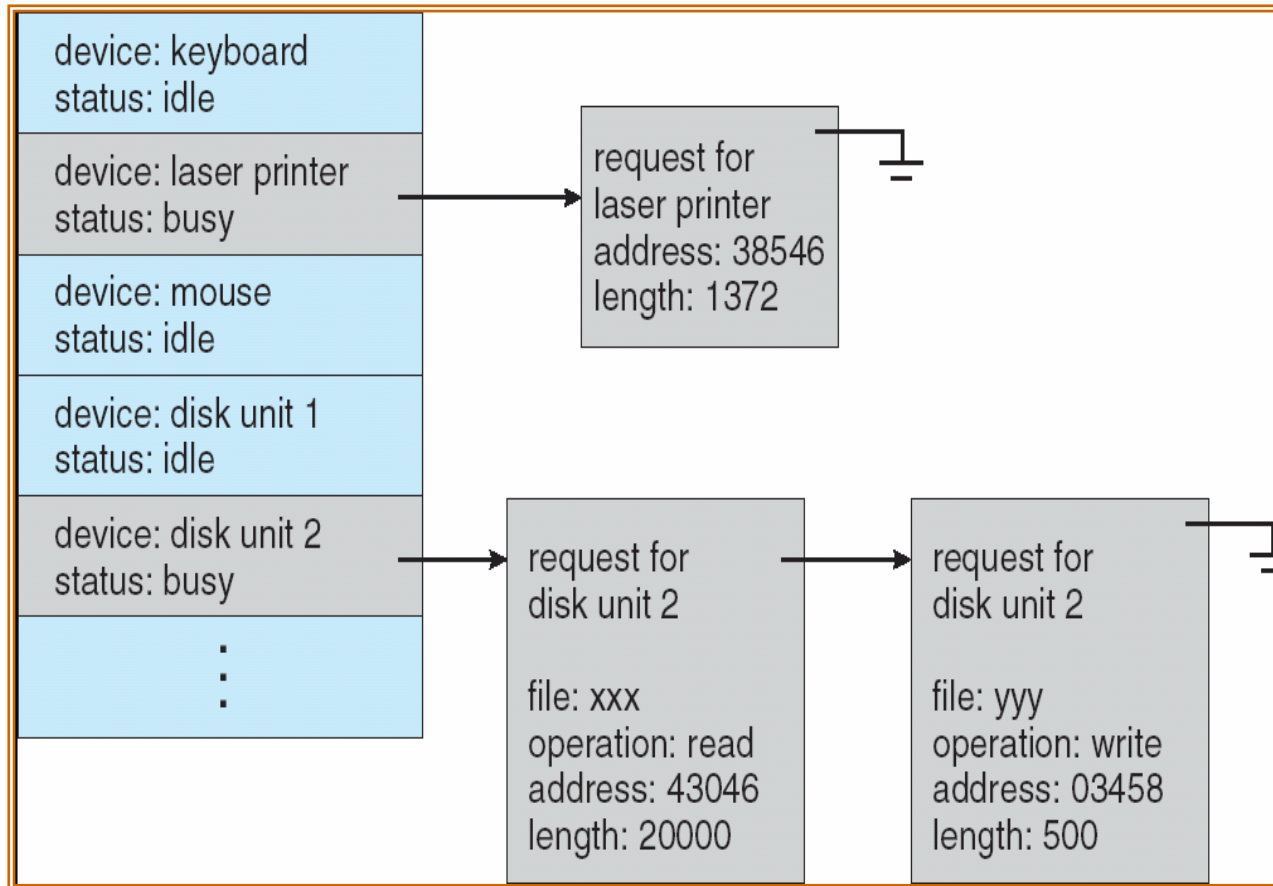 device: keyboard
status: idle
device: laser printer
status: busy
device: mouse
status: idle
device: disk unit 1
status: idle
device: disk unit 2
status: busy
request for
laser printer
address: 38546
length: 1372
request for
disk unit 2
file: xxx
operation: read
address: 43046
length: 20000
request for
disk unit 2
file: yyy
operation: write
address: 03458
length: 500